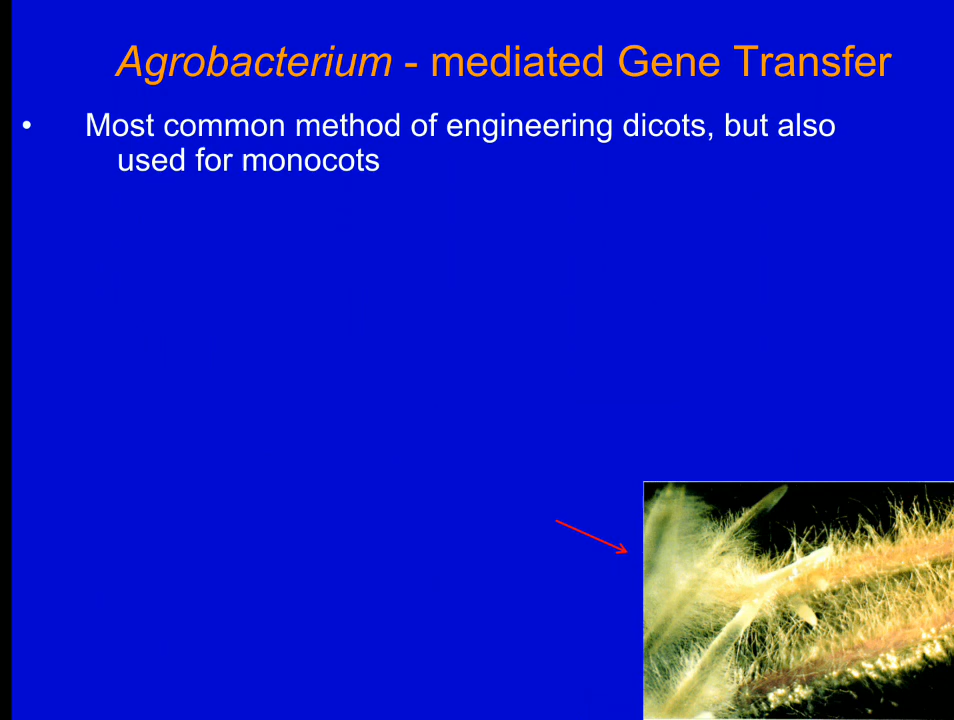 Agrobacterium - mediated Gene Transfer
• Most common method of engineering dicots, but also
used for monocots